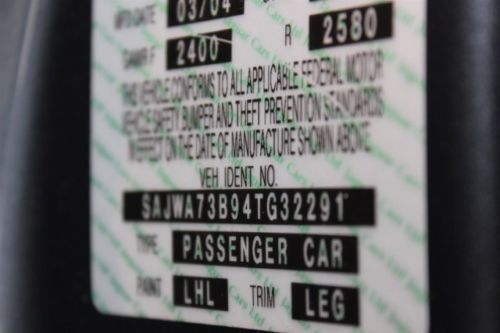 MFD DATE 03/04
GAWR F 2400 R 2580
THIS VEHICLE CONFORMS TO ALL APPLICABLE FEDERAL MOTOR
VEHICLE SAFETY BUMPER AND THEFT PREVENTION STANDARDS
IN EFFECT ON THE DATE OF MANUFACTURE SHOWN ABOVE
VEH IDENT NO.
SAJWA73B94TG32291
TYPE PASSENGER CAR
PAINT LHL TRIM LEG